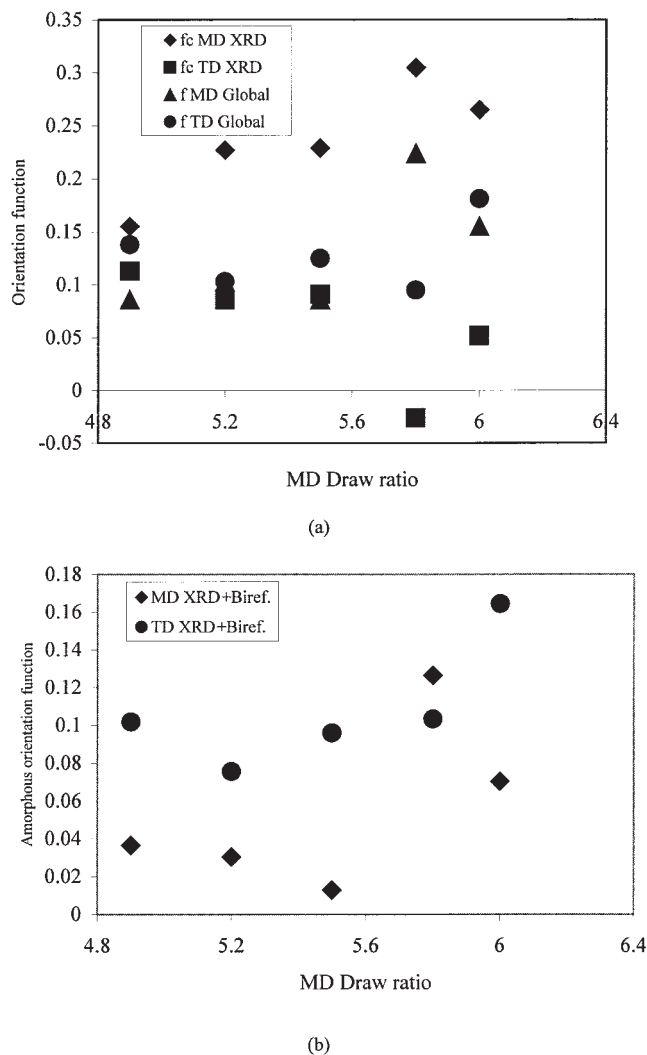 0.35
fc MD XRD
fc TD XRD
f MD Global
f TD Global
0.3
0.25
0.2
0.15
0.1
0.05
0
-0.05
Orientation function
4.8 5.2 5.6 6 6.4
MD Draw ratio
(a)
0.18
MD XRD+Biref.
TD XRD+Biref.
0.16
0.14
0.12
0.1
0.08
0.06
0.04
0.02
0
Amorphous orientation function
4.8 5.2 5.6 6 6.4
MD Draw ratio
(b)